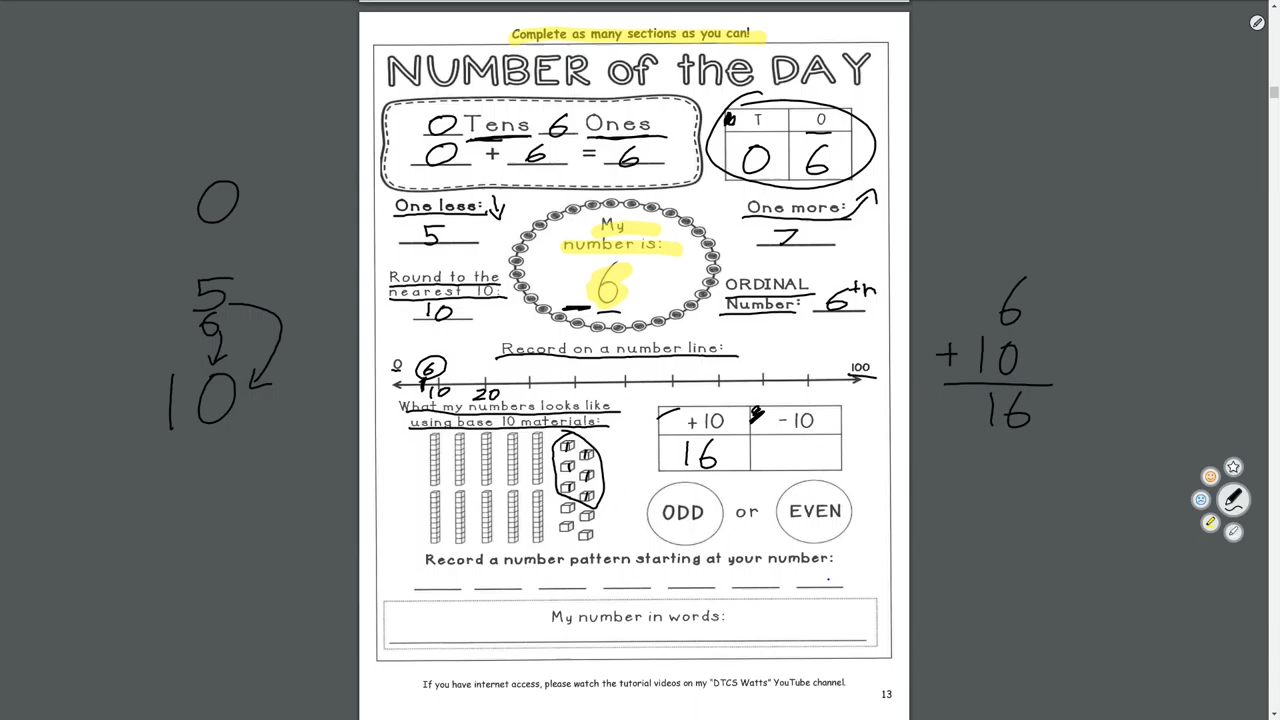 Complete as many sections as you can!
NUMBER of the DAY
0 Tens 6 Ones
0 + 6 = 6
T O
0 6
One less:
5
My
number is:
6
One more:
7
Round to the
nearest 10:
10
ORDINAL
Number: 6th
Record on a number line:
0 6 100
10 20
What my numbers looks like
using base 10 materials:
+10 -10
16
ODD or EVEN
Record a number pattern starting at your number:
My number in words:
If you have internet access, please watch the tutorial videos on my "DTCS Watts" YouTube channel.
13
0
5
6
10
6
+10
16